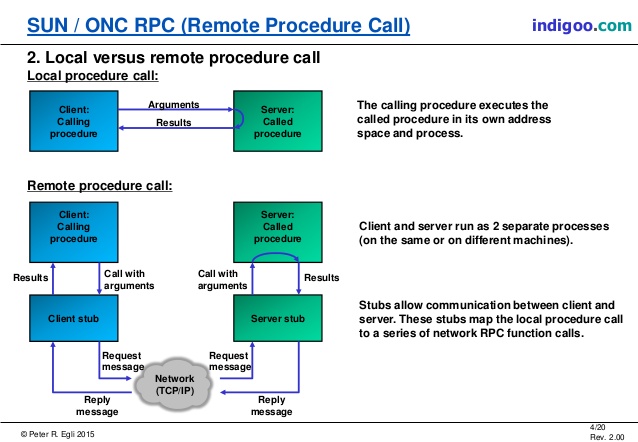 SUN / ONC RPC (Remote Procedure Call)
indigoo.com
2. Local versus remote procedure call
Local procedure call:
Client:
Calling
procedure
Arguments
Results
Server:
Called
procedure
The calling procedure executes the
called procedure in its own address
space and process.
Remote procedure call:
Client:
Calling
procedure
Server:
Called
procedure
Client and server run as 2 separate processes
(on the same or on different machines).
Results
Call with
arguments
Call with
arguments
Results
Client stub
Server stub
Stubs allow communication between client and
server. These stubs map the local procedure call
to a series of network RPC function calls.
Request
message
Request
message
Network
(TCP/IP)
Reply
message
Reply
message
© Peter R. Egli 2015
4/20
Rev. 2.00